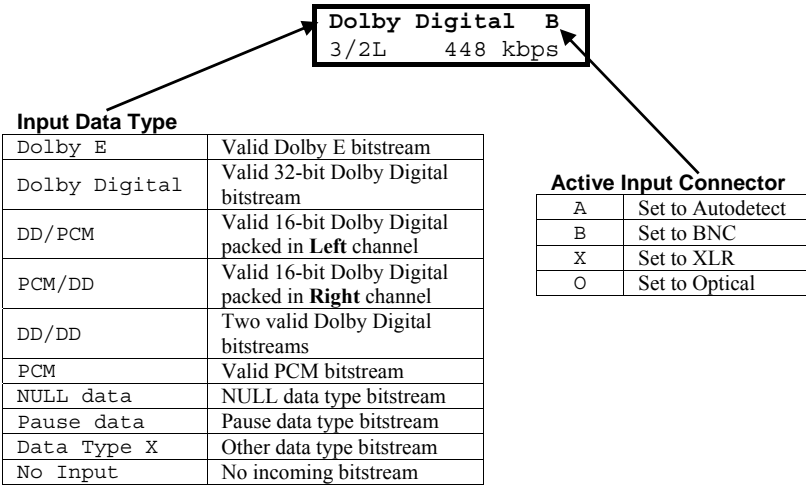 Dolby Digital B
3/2L 448 kbps
Input Data Type
Dolby E Valid Dolby E bitstream
Dolby Digital Valid 32-bit Dolby Digital
bitstream
DD/PCM Valid 16-bit Dolby Digital
packed in Left channel
PCM/DD Valid 16-bit Dolby Digital
packed in Right channel
DD/DD Two valid Dolby Digital
bitstreams
PCM Valid PCM bitstream
NULL data NULL data type bitstream
Pause data Pause data type bitstream
Data Type X Other data type bitstream
No Input No incoming bitstream
Active Input Connector
A Set to Autodetect
B Set to BNC
X Set to XLR
O Set to Optical